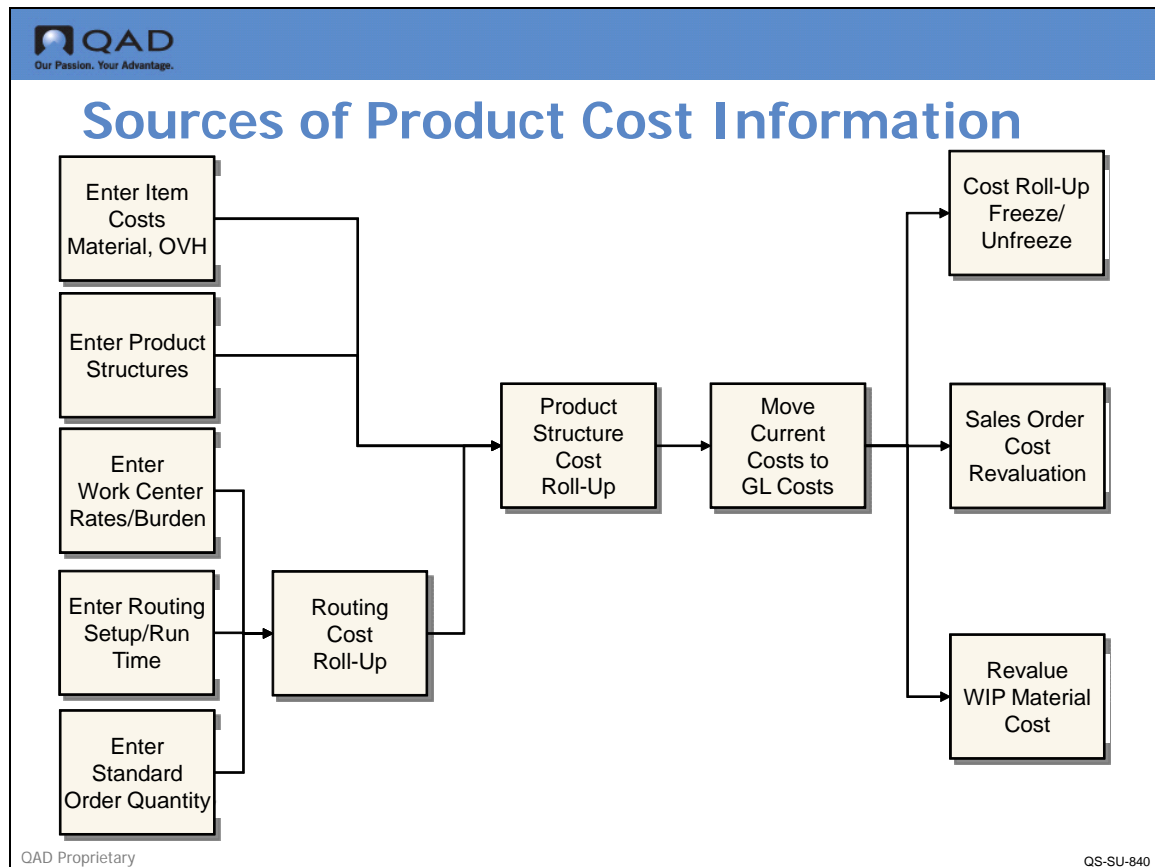 QAD
Our Passion. Your Advantage.
Sources of Product Cost Information
Enter Item
Costs
Material, OVH
Enter Product
Structures
Enter
Work Center
Rates/Burden
Enter Routing
Setup/Run
Time
Enter
Standard
Order Quantity
Routing
Cost
Roll-Up
Product
Structure
Cost
Roll-Up
Move
Current
Costs to
GL Costs
Cost Roll-Up
Freeze/
Unfreeze
Sales Order
Cost
Revaluation
Revalue
WIP Material
Cost
QAD Proprietary
QS-SU-840